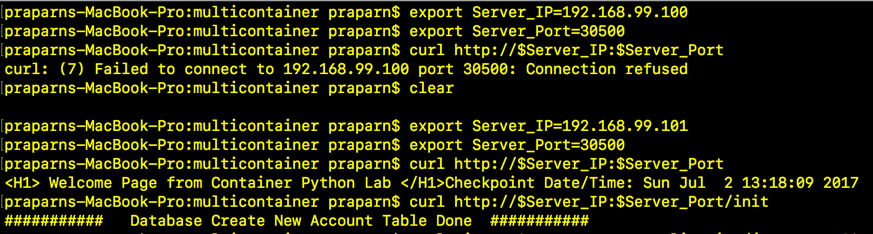 [praparns-MacBook-Pro:multicontainer praparn$ export Server_IP=192.168.99.100
[praparns-MacBook-Pro:multicontainer praparn$ export Server_Port=30500
[praparns-MacBook-Pro:multicontainer praparn$ curl http://$Server_IP:$Server_Port
curl: (7) Failed to connect to 192.168.99.100 port 30500: Connection refused
[praparns-MacBook-Pro:multicontainer praparn$ clear
[praparns-MacBook-Pro:multicontainer praparn$ export Server_IP=192.168.99.101
[praparns-MacBook-Pro:multicontainer praparn$ export Server_Port=30500
[praparns-MacBook-Pro:multicontainer praparn$ curl http://$Server_IP:$Server_Port
<H1> Welcome Page from Container Python Lab </H1>Checkpoint Date/Time: Sun Jul  2 13:18:09 2017
[praparns-MacBook-Pro:multicontainer praparn$ curl http://$Server_IP:$Server_Port/init
###########   Database Create New Account Table Done  ###########